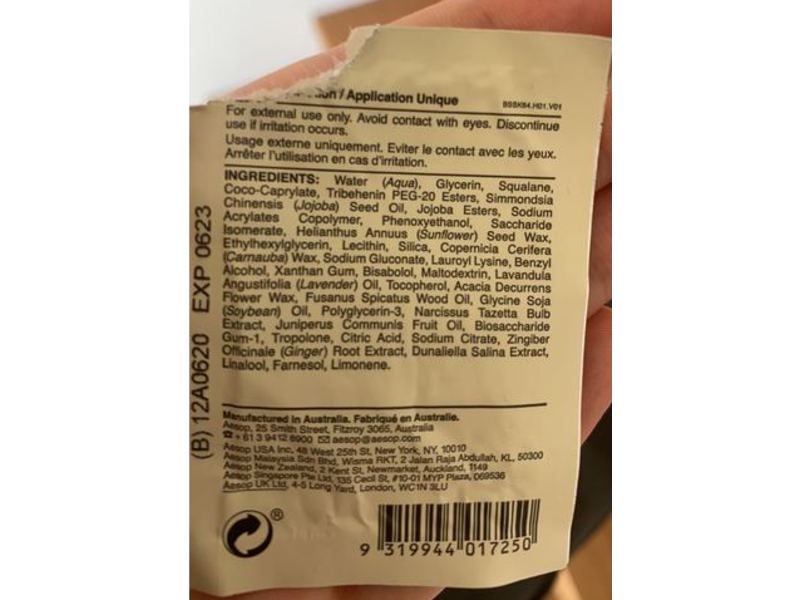 / Application Unique
BSSK64.H01.V01
For external use only. Avoid contact with eyes. Discontinue
use if irritation occurs.
Usage externe uniquement. Eviter le contact avec les yeux.
Arrêter l'utilisation en cas d'irritation.
INGREDIENTS: Water (Aqua), Glycerin, Squalane,
Coco-Caprylate, Tribehenin PEG-20 Esters, Simmondsia
Chinensis (Jojoba) Seed Oil, Jojoba Esters, Sodium
Acrylates Copolymer, Phenoxyethanol, Saccharide
Isomerate, Helianthus Annuus (Sunflower) Seed Wax,
Ethylhexylglycerin, Lecithin, Silica, Copernicia Cerifera
(Carnauba) Wax, Sodium Gluconate, Lauroyl Lysine, Benzyl
Alcohol, Xanthan Gum, Bisabolol, Maltodextrin, Lavandula
Angustifolia (Lavender) Oil, Tocopherol, Acacia Decurrens
Flower Wax, Fusanus Spicatus Wood Oil, Glycine Soja
(Soybean) Oil, Polyglycerin-3, Narcissus Tazetta Bulb
Extract, Juniperus Communis Fruit Oil, Biosaccharide
Gum-1, Tropolone, Citric Acid, Sodium Citrate, Zingiber
Officinale (Ginger) Root Extract, Dunaliella Salina Extract,
Linalool, Farnesol, Limonene.
(B) 12A0620 EXP 0623
Manufactured in Australia. Fabriqué en Australie.
Aesop, 25 Smith Street, Fitzroy 3065, Australia
☎ + 61 3 9412 8900 ✉ aesop@aesop.com
Aesop USA Inc, 48 West 25th St, New York, NY, 10010
Aesop Malaysia Sdn Bhd, Wisma RKT, 2 Jalan Raja Abdullah, KL, 50300
Aesop New Zealand, 2 Kent St, Newmarket, Auckland, 1149
Aesop Singapore Pte Ltd, 135 Cecil St, #10-01 MYP Plaza, 069536
Aesop UK Ltd, 4-5 Long Yard, London, WC1N 3LU
®
9 319944 017250